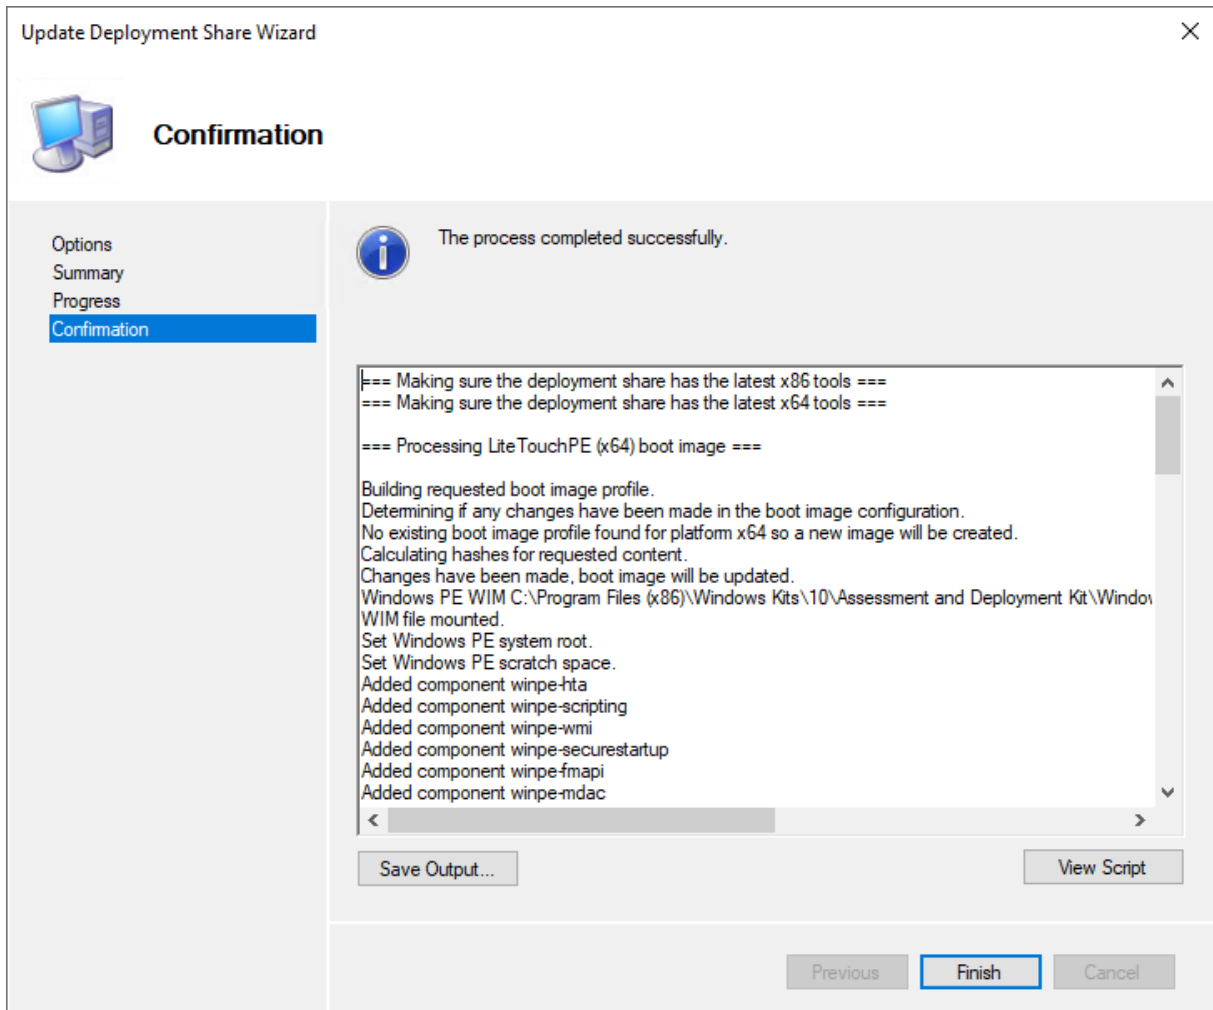 Update Deployment Share Wizard
Confirmation
Options
Summary
Progress
Confirmation
The process completed successfully.
=== Making sure the deployment share has the latest x86 tools ===
=== Making sure the deployment share has the latest x64 tools ===
=== Processing LiteTouchPE (x64) boot image ===
Building requested boot image profile.
Determining if any changes have been made in the boot image configuration.
No existing boot image profile found for platform x64 so a new image will be created.
Calculating hashes for requested content.
Changes have been made, boot image will be updated.
Windows PE WIM C:\Program Files (x86)\Windows Kits\10\Assessment and Deployment Kit\Windov
WIM file mounted.
Set Windows PE system root.
Set Windows PE scratch space.
Added component winpe-hta
Added component winpe-scripting
Added component winpe-wmi
Added component winpe-securestartup
Added component winpe-fmapi
Added component winpe-mdac
Save Output...
View Script
Previous
Finish
Cancel